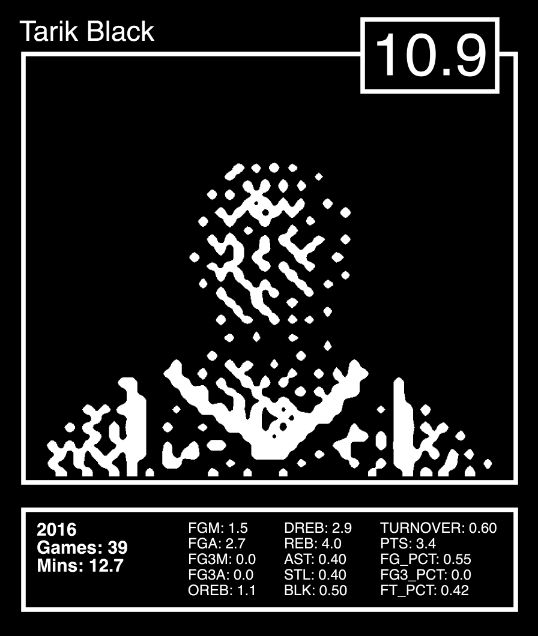 Tarik Black
10.9
2016
Games: 39
Mins: 12.7
FGM: 1.5
FGA: 2.7
FG3M: 0.0
FG3A: 0.0
OREB: 1.1
DREB: 2.9
REB: 4.0
AST: 0.40
STL: 0.40
BLK: 0.50
TURNOVER: 0.60
PTS: 3.4
FG_PCT: 0.55
FG3_PCT: 0.0
FT_PCT: 0.42